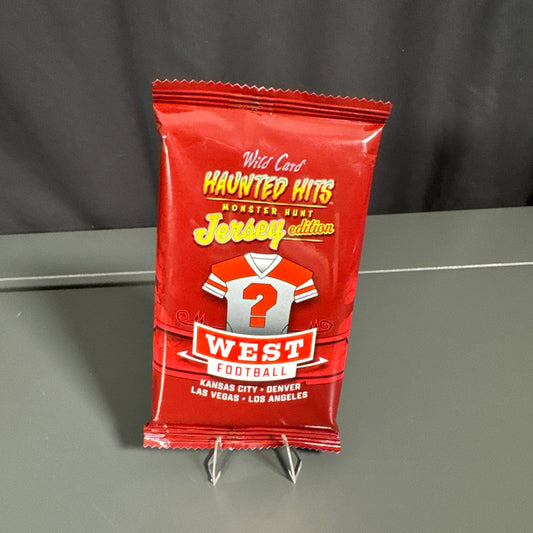 Wild Card
HAUNTED HITS
MONSTER HUNT
Jersey edition
?
WEST
FOOTBALL
KANSAS CITY • DENVER
LAS VEGAS • LOS ANGELES